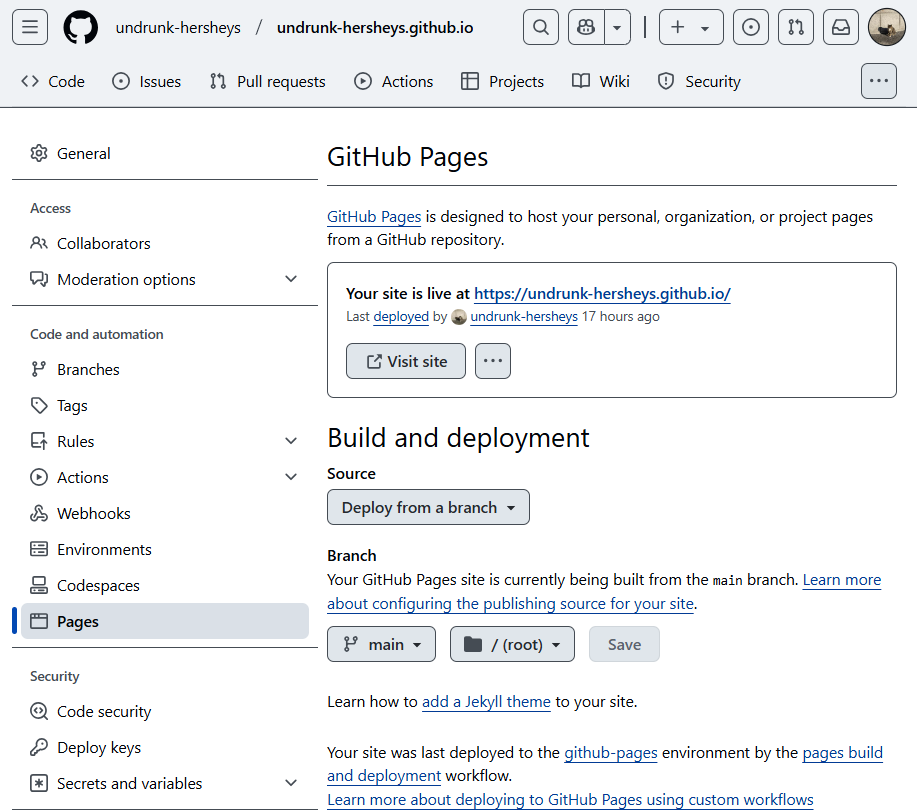 undrunk-hersheys / undrunk-hersheys.github.io
Code Issues Pull requests Actions Projects Wiki Security
General
Access
Collaborators
Moderation options
Code and automation
Branches
Tags
Rules
Actions
Webhooks
Environments
Codespaces
Pages
Security
Code security
Deploy keys
Secrets and variables
GitHub Pages
GitHub Pages is designed to host your personal, organization, or project pages
from a GitHub repository.
Your site is live at https://undrunk-hersheys.github.io/
Last deployed by undrunk-hersheys 17 hours ago
Visit site
Build and deployment
Source
Deploy from a branch
Branch
Your GitHub Pages site is currently being built from the main branch. Learn more
about configuring the publishing source for your site.
main / (root) Save
Learn how to add a Jekyll theme to your site.
Your site was last deployed to the github-pages environment by the pages build
and deployment workflow.
Learn more about deploying to GitHub Pages using custom workflows